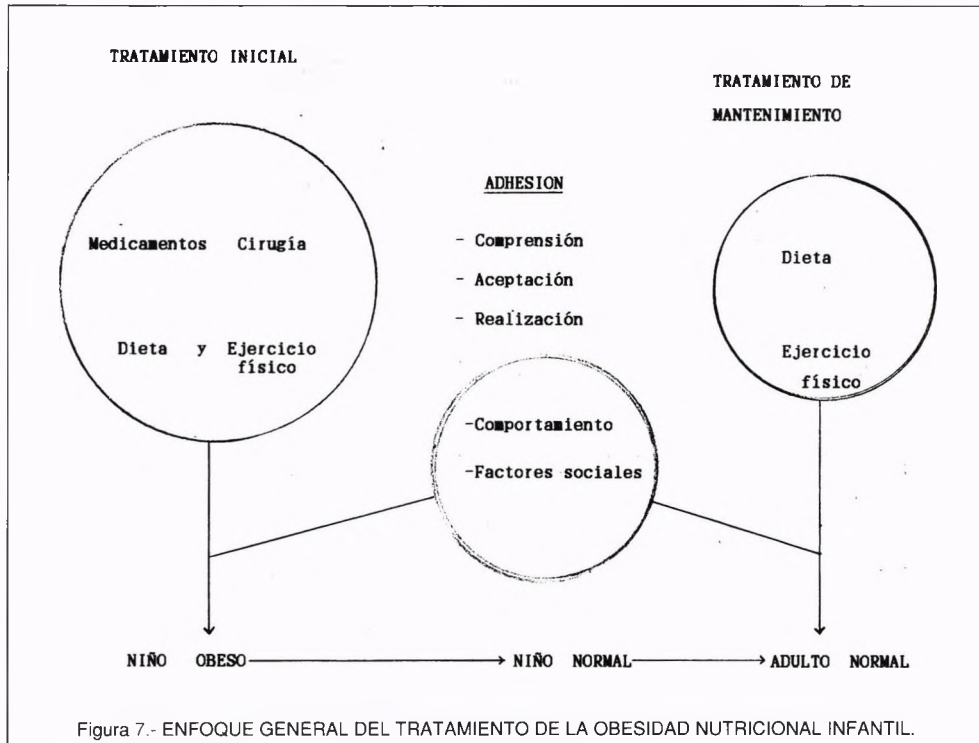 TRATAMIENTO INICIAL
TRATAMIENTO DE
MANTENIMIENTO
ADHESION
- Comprensión
- Aceptación
- Realización
Medicamentos Cirugía
Dieta y Ejercicio
físico
-Comportamiento
-Factores sociales
Dieta
Ejercicio
físico
NIÑO OBESO NIÑO NORMAL ADULTO NORMAL
Figura 7.- ENFOQUE GENERAL DEL TRATAMIENTO DE LA OBESIDAD NUTRICIONAL INFANTIL.